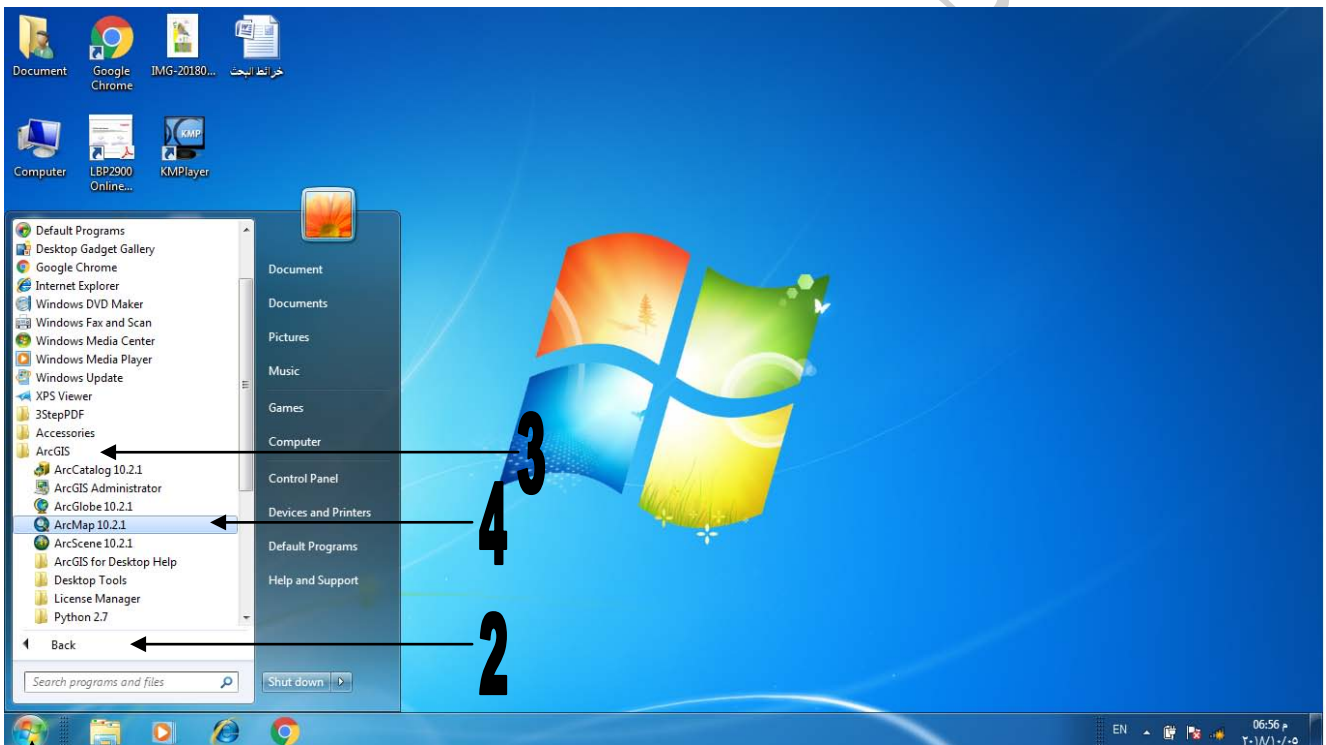 Document
Google
Chrome
IMG-20180...
خرائط البحث
Computer
LBP2900
Online...
KMP
KMPlayer
Default Programs
Desktop Gadget Gallery
Google Chrome
Internet Explorer
Windows DVD Maker
Windows Fax and Scan
Windows Media Center
Windows Media Player
Windows Update
XPS Viewer
3StepPDF
Accessories
ArcGIS
ArcCatalog 10.2.1
ArcGIS Administrator
ArcGlobe 10.2.1
ArcMap 10.2.1
ArcScene 10.2.1
ArcGIS for Desktop Help
Desktop Tools
License Manager
Python 2.7
Back
Search programs and files
Document
Documents
Pictures
Music
Games
Computer
Control Panel
Devices and Printers
Default Programs
Help and Support
Shut down
3
4
2
EN
06:56 م
٢٠١٨/١٠/٠٥